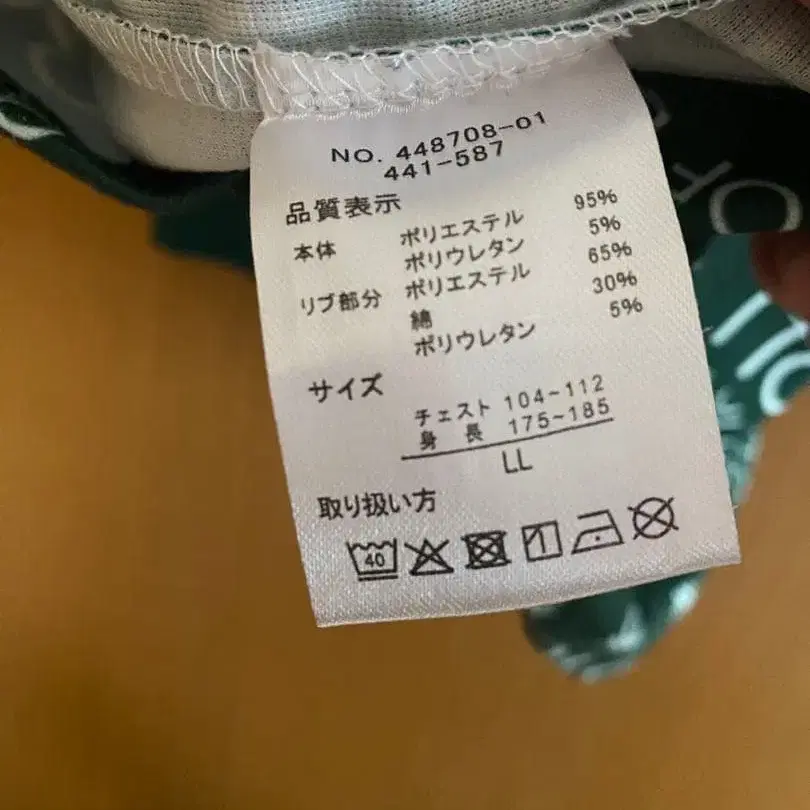 NO. 448708-01
441-587
品質表示
本体 ポリエステル 95%
ポリウレタン 5%
リブ部分 ポリエステル 65%
綿 30%
ポリウレタン 5%
サイズ
チェスト 104~112
身 長 175~185
LL
取り扱い方
40
OF